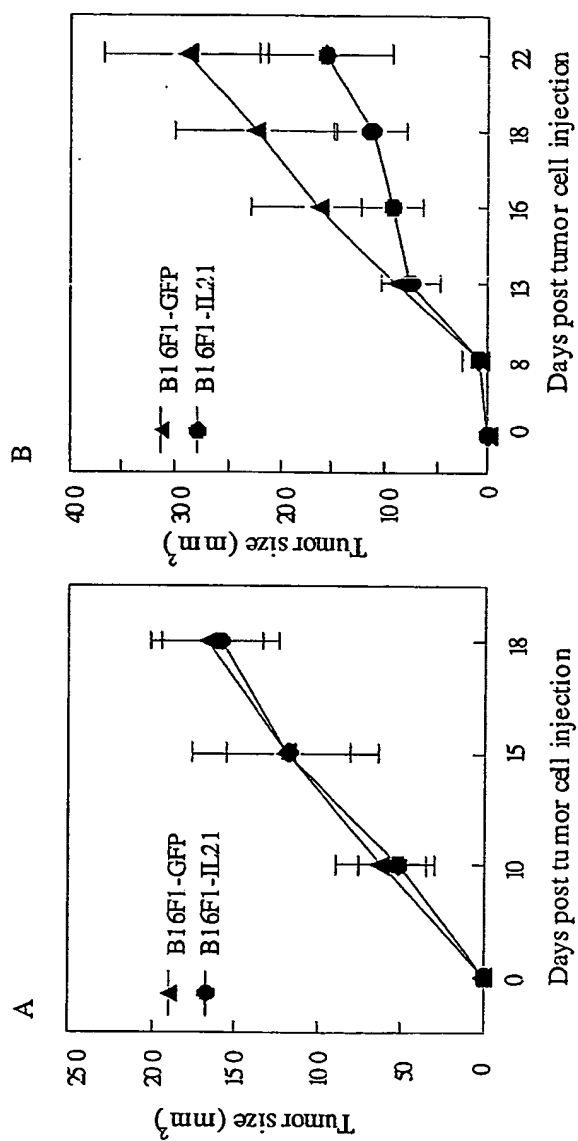 A
Tumor size (mm²)
250
200
150
100
50
0
B16F1-GFP
B16F1-IL21
0
10
15
18
Days post tumor cell injection
B
Tumor size (mm²)
400
300
200
100
0
B16F1-GFP
B16F1-IL21
0
8
13
16
18
22
Days post tumor cell injection